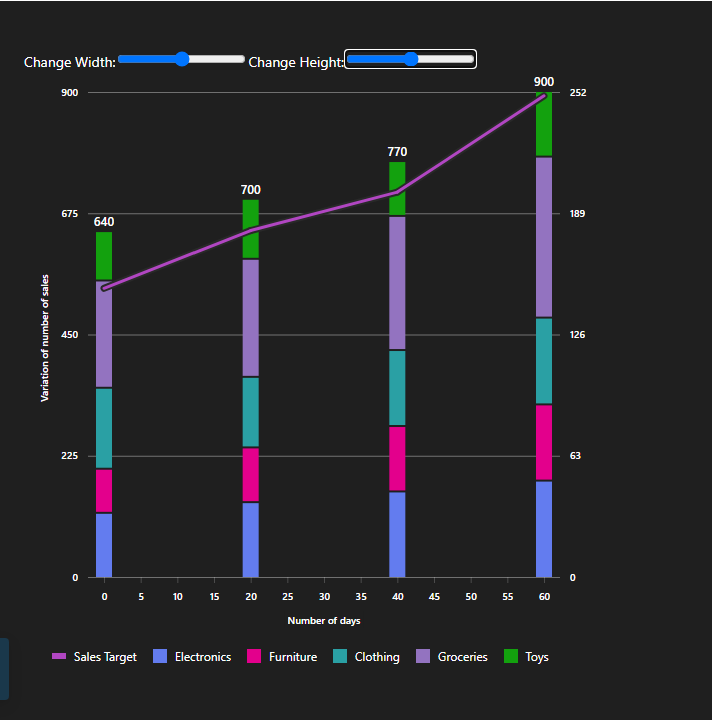 Change Width: Change Height:
900
900 252
770
700
675 189
640
Variation of number of sales
450 126
225 63
0 0
0 5 10 15 20 25 30 35 40 45 50 55 60
Number of days
Sales Target Electronics Furniture Clothing Groceries Toys